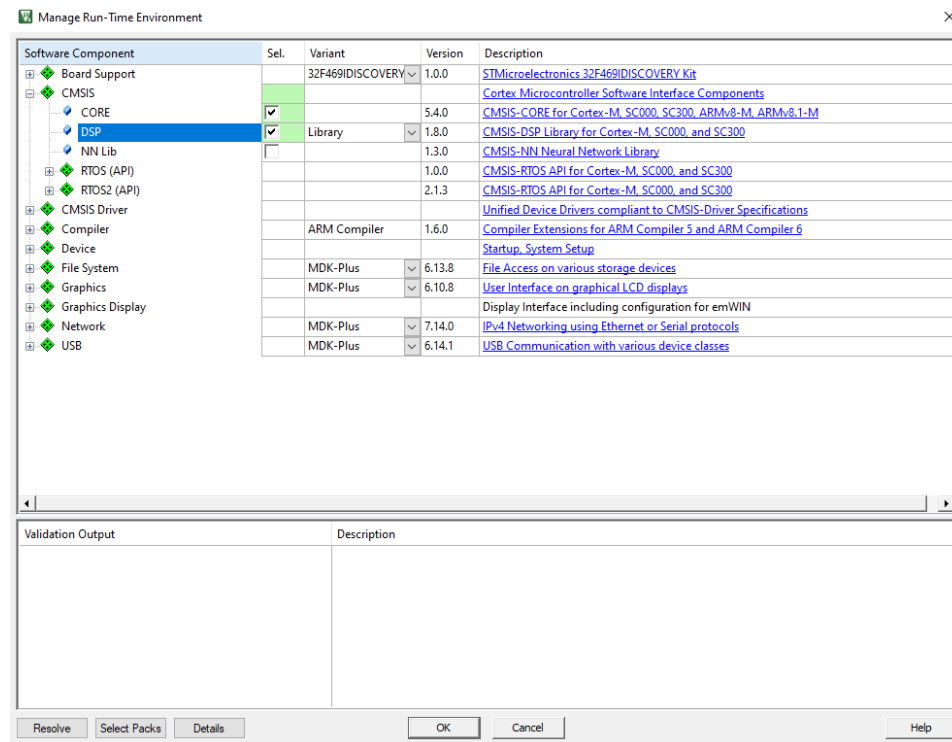 Manage Run-Time Environment
Software Component Sel. Variant Version Description
Board Support 32F469IDISCOVERY 1.0.0 STMicroelectronics 32F469IDISCOVERY Kit
CMSIS Cortex Microcontroller Software Interface Components
CORE 5.4.0 CMSIS-CORE for Cortex-M, SC000, SC300, ARMv8-M, ARMv8.1-M
DSP Library 1.8.0 CMSIS-DSP Library for Cortex-M, SC000, and SC300
NN Lib 1.3.0 CMSIS-NN Neural Network Library
RTOS (API) 1.0.0 CMSIS-RTOS API for Cortex-M, SC000, and SC300
RTOS2 (API) 2.1.3 CMSIS-RTOS API for Cortex-M, SC000, and SC300
CMSIS Driver Unified Device Drivers compliant to CMSIS-Driver Specifications
Compiler ARM Compiler 1.6.0 Compiler Extensions for ARM Compiler 5 and ARM Compiler 6
Device Startup, System Setup
File System MDK-Plus 6.13.8 File Access on various storage devices
Graphics MDK-Plus 6.10.8 User Interface on graphical LCD displays
Graphics Display Display Interface including configuration for emWIN
Network MDK-Plus 7.14.0 IPv4 Networking using Ethernet or Serial protocols
USB MDK-Plus 6.14.1 USB Communication with various device classes
Validation Output Description
Resolve Select Packs Details OK Cancel Help